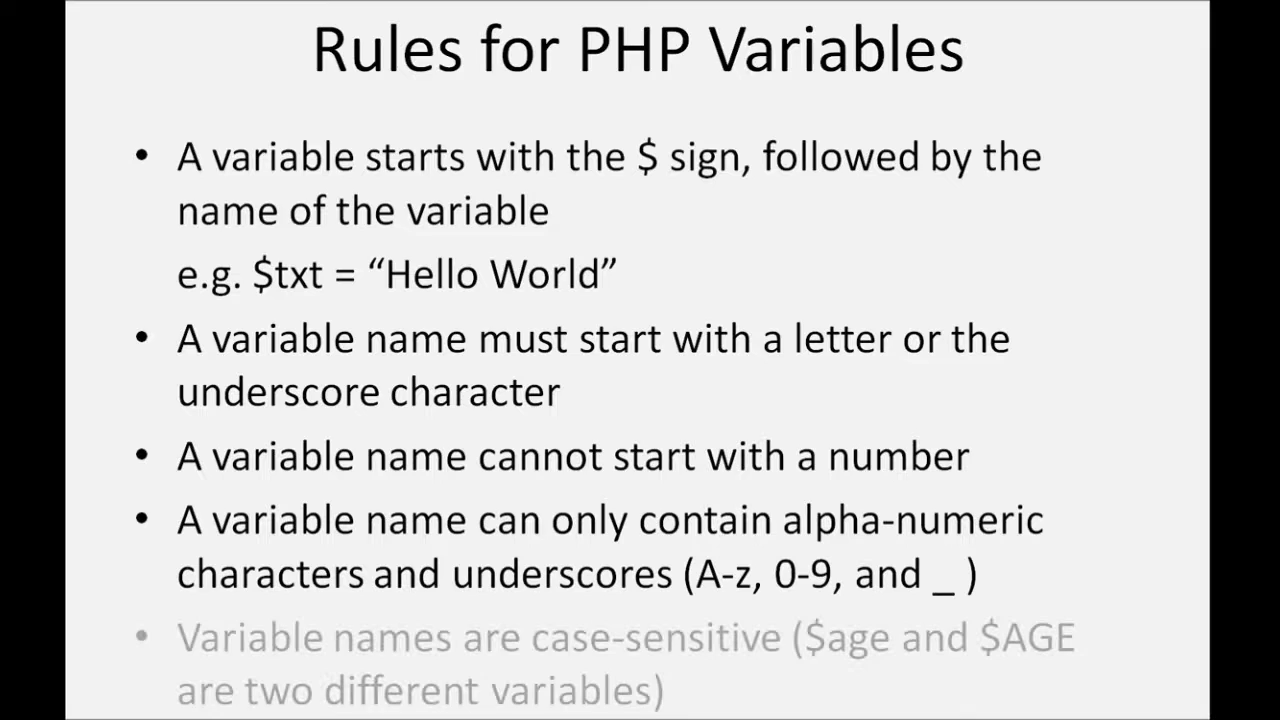 Rules for PHP Variables
• A variable starts with the $ sign, followed by the
name of the variable
e.g. $txt = “Hello World”
• A variable name must start with a letter or the
underscore character
• A variable name cannot start with a number
• A variable name can only contain alpha-numeric
characters and underscores (A-z, 0-9, and _ )
• Variable names are case-sensitive ($age and $AGE
are two different variables)